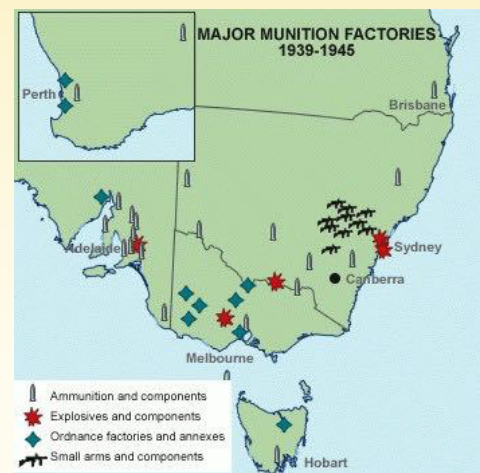 MAJOR MUNITION FACTORIES
1939-1945
Perth
Brisbane
Adelaide
Sydney
Canberra
Melbourne
Ammunition and components
Explosives and components
Ordnance factories and annexes
Small arms and components
Hobart